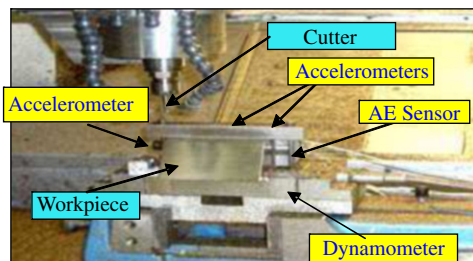 Cutter
Accelerometers
Accelerometer
AE Sensor
Workpiece
Dynamometer